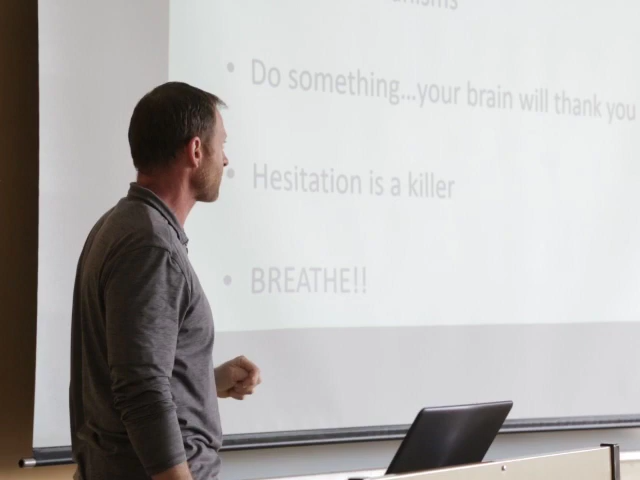 • Do something...your brain will thank you
• Hesitation is a killer
• BREATHE!!